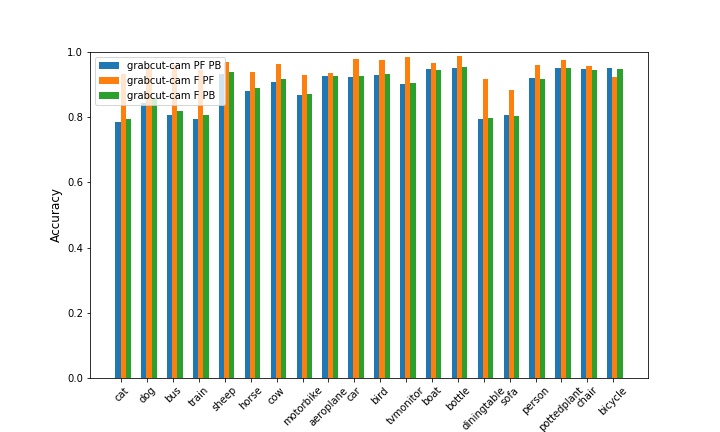 grabcut-cam PF PB
grabcut-cam F PF
grabcut-cam F PB
Accuracy
1.0
0.8
0.6
0.4
0.2
0.0
cat
dog
bus
train
sheep
horse
cow
motorbike
aeroplane
car
bird
tvmonitor
boat
bottle
diningtable
sofa
person
pottedplant
chair
bicycle